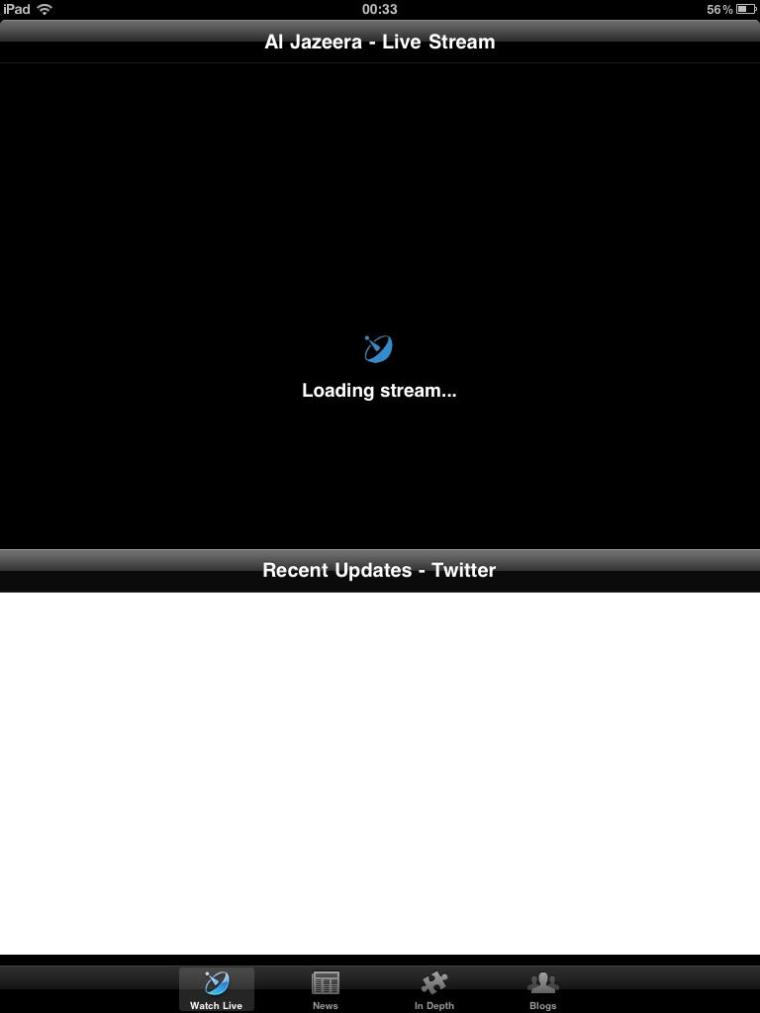 iPad 00:33 56%
Al Jazeera - Live Stream
Loading stream...
Recent Updates - Twitter
Watch Live News In Depth Blogs